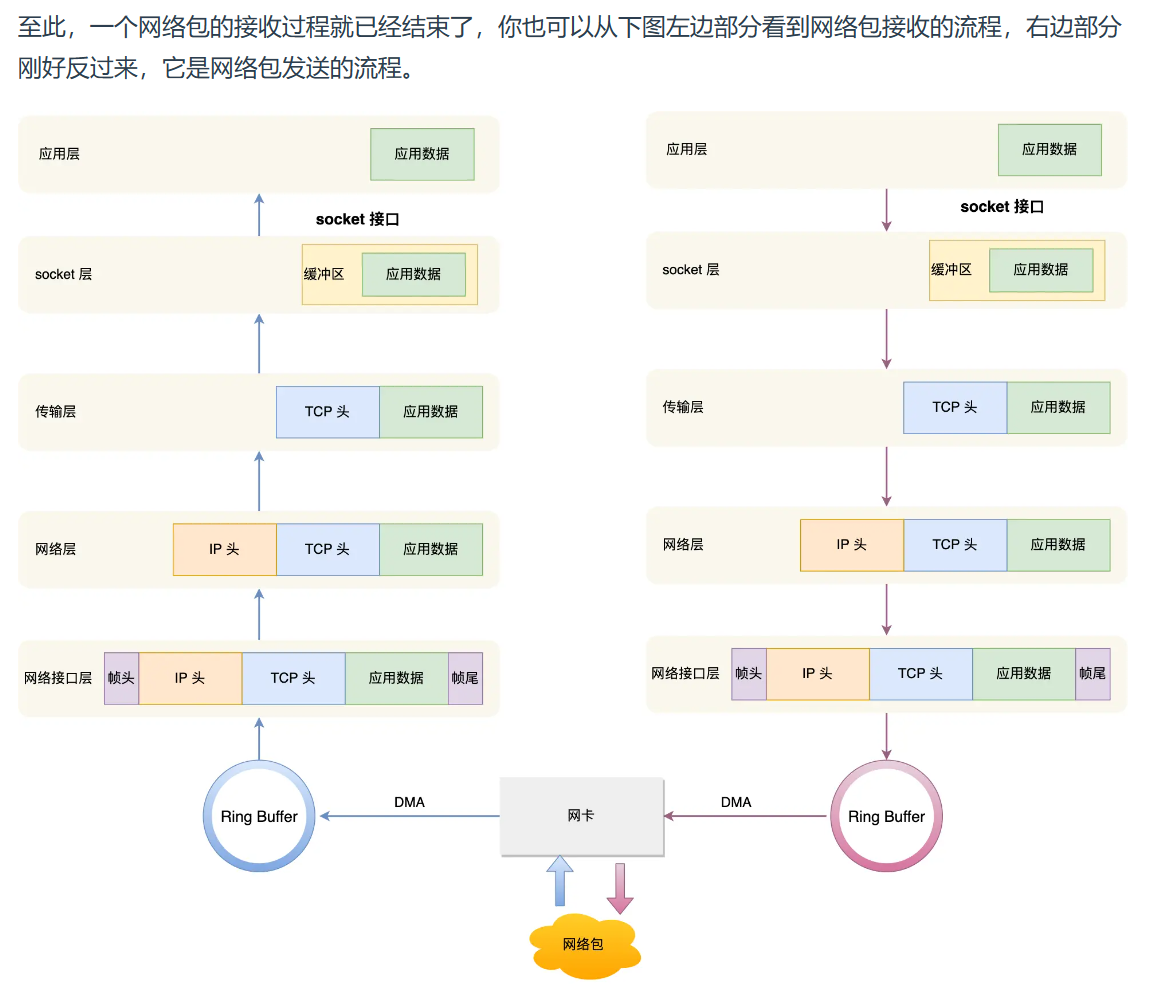 至此，一个网络包的接收过程就已经结束了，你也可以从下图左边部分看到网络包接收的流程，右边部分
刚好反过来，它是网络包发送的流程。
应用层
应用数据
socket 接口
socket 层
缓冲区
应用数据
传输层
TCP 头
应用数据
网络层
IP 头
TCP 头
应用数据
网络接口层
帧头
IP 头
TCP 头
应用数据
帧尾
Ring Buffer
DMA
网卡
网络包
应用层
应用数据
socket 接口
socket 层
缓冲区
应用数据
传输层
TCP 头
应用数据
网络层
IP 头
TCP 头
应用数据
网络接口层
帧头
IP 头
TCP 头
应用数据
帧尾
DMA
Ring Buffer